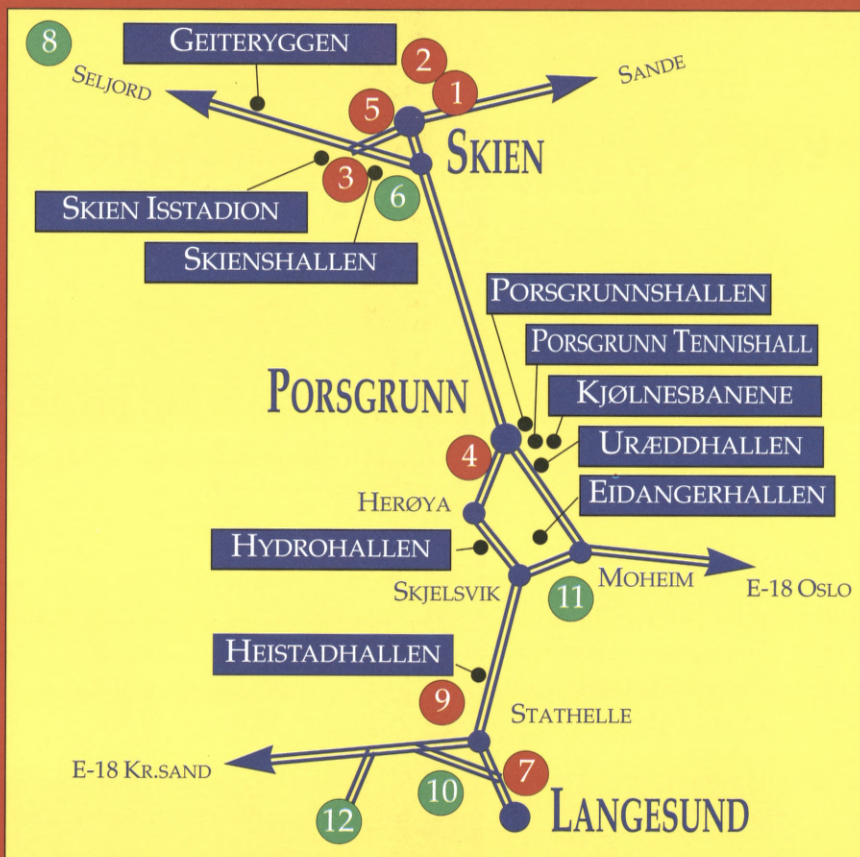 8
GEITERYGGEN
2
SELJORD
SANDE
1
5
SKIEN
3
6
SKIEN ISSTADION
SKIENSHALLEN
PORSGRUNNSHALLEN
PORSGRUNN TENNISHALL
PORSGRUNN
KJØLNESBANENE
4
URÆDDHALLEN
HERØYA
EIDANGERHALLEN
HYDROHALLEN
SKJELSVIK
MOHEIM
E-18 OSLO
11
HEISTADHALLEN
9
STATHELLE
E-18 KR.SAND
7
10
12
LANGESUND